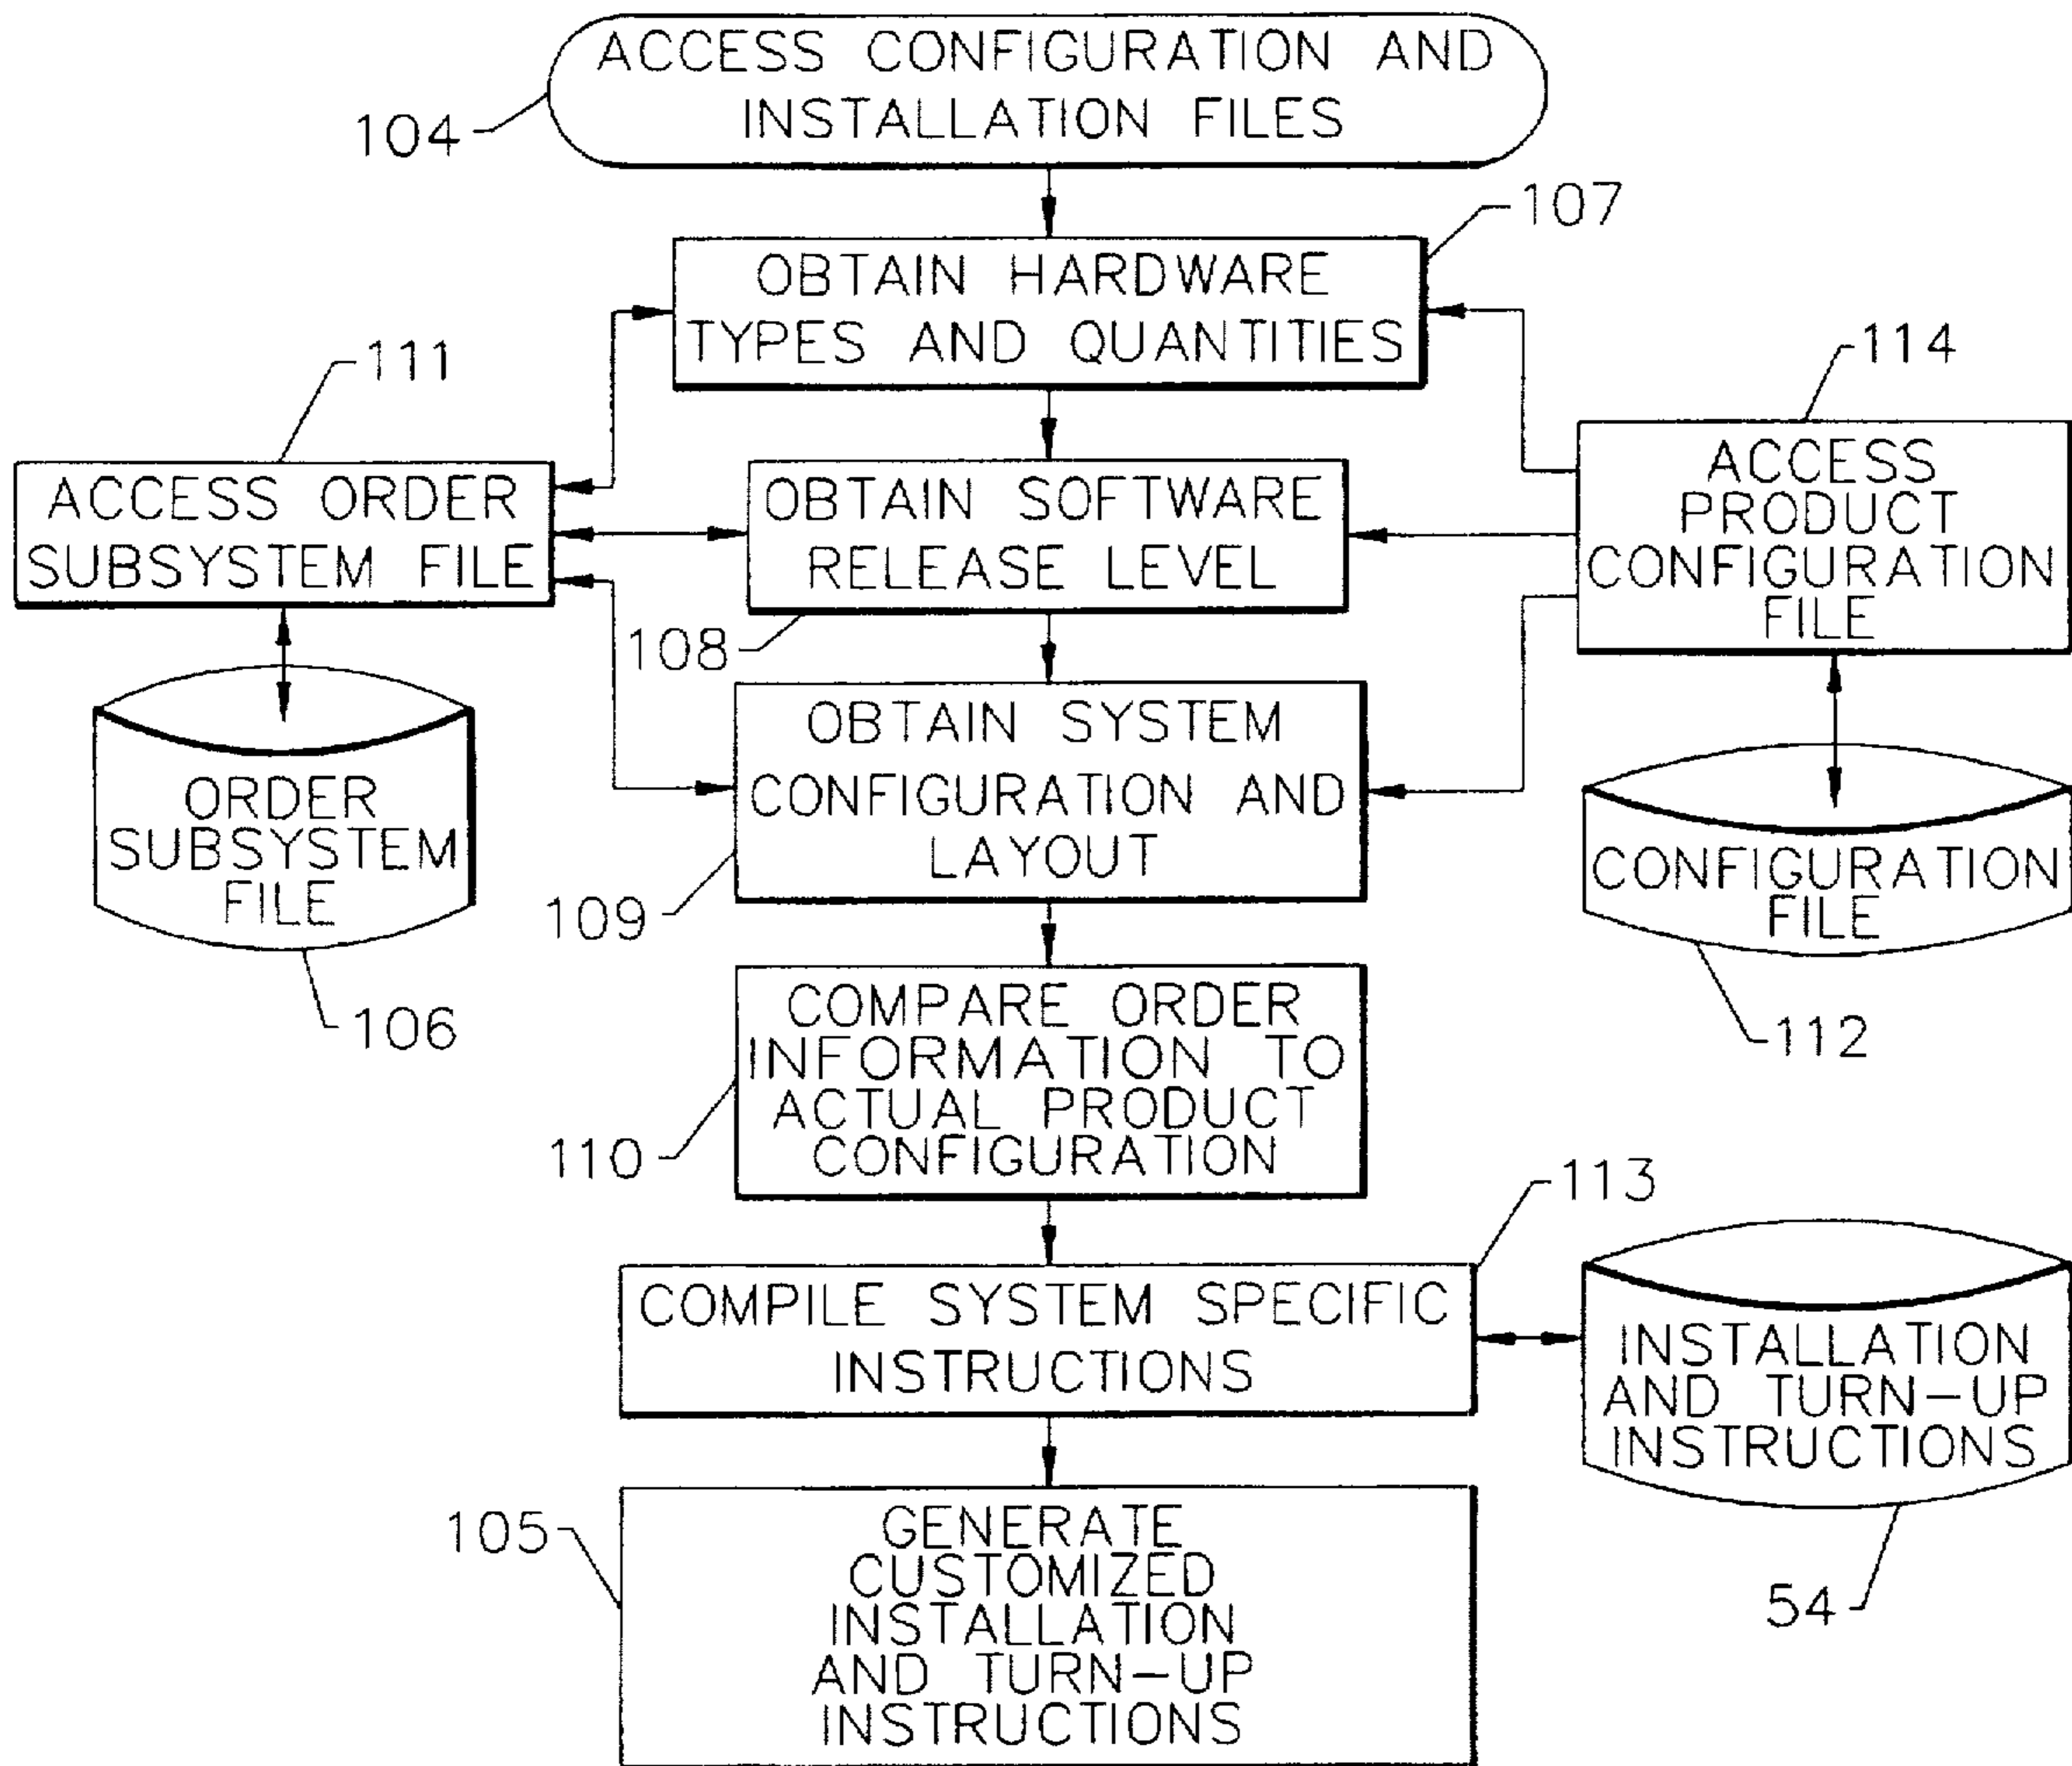 ACCESS CONFIGURATION AND
INSTALLATION FILES
104
107
OBTAIN HARDWARE
TYPES AND QUANTITIES
111
114
ACCESS ORDER
SUBSYSTEM FILE
OBTAIN SOFTWARE
RELEASE LEVEL
108
ACCESS
PRODUCT
CONFIGURATION
FILE
ORDER
SUBSYSTEM
FILE
106
OBTAIN SYSTEM
CONFIGURATION AND
LAYOUT
109
CONFIGURATION
FILE
112
COMPARE ORDER
INFORMATION TO
ACTUAL PRODUCT
CONFIGURATION
110
113
COMPILE SYSTEM SPECIFIC
INSTRUCTIONS
INSTALLATION
AND TURN-UP
INSTRUCTIONS
54
105
GENERATE
CUSTOMIZED
INSTALLATION
AND TURN-UP
INSTRUCTIONS